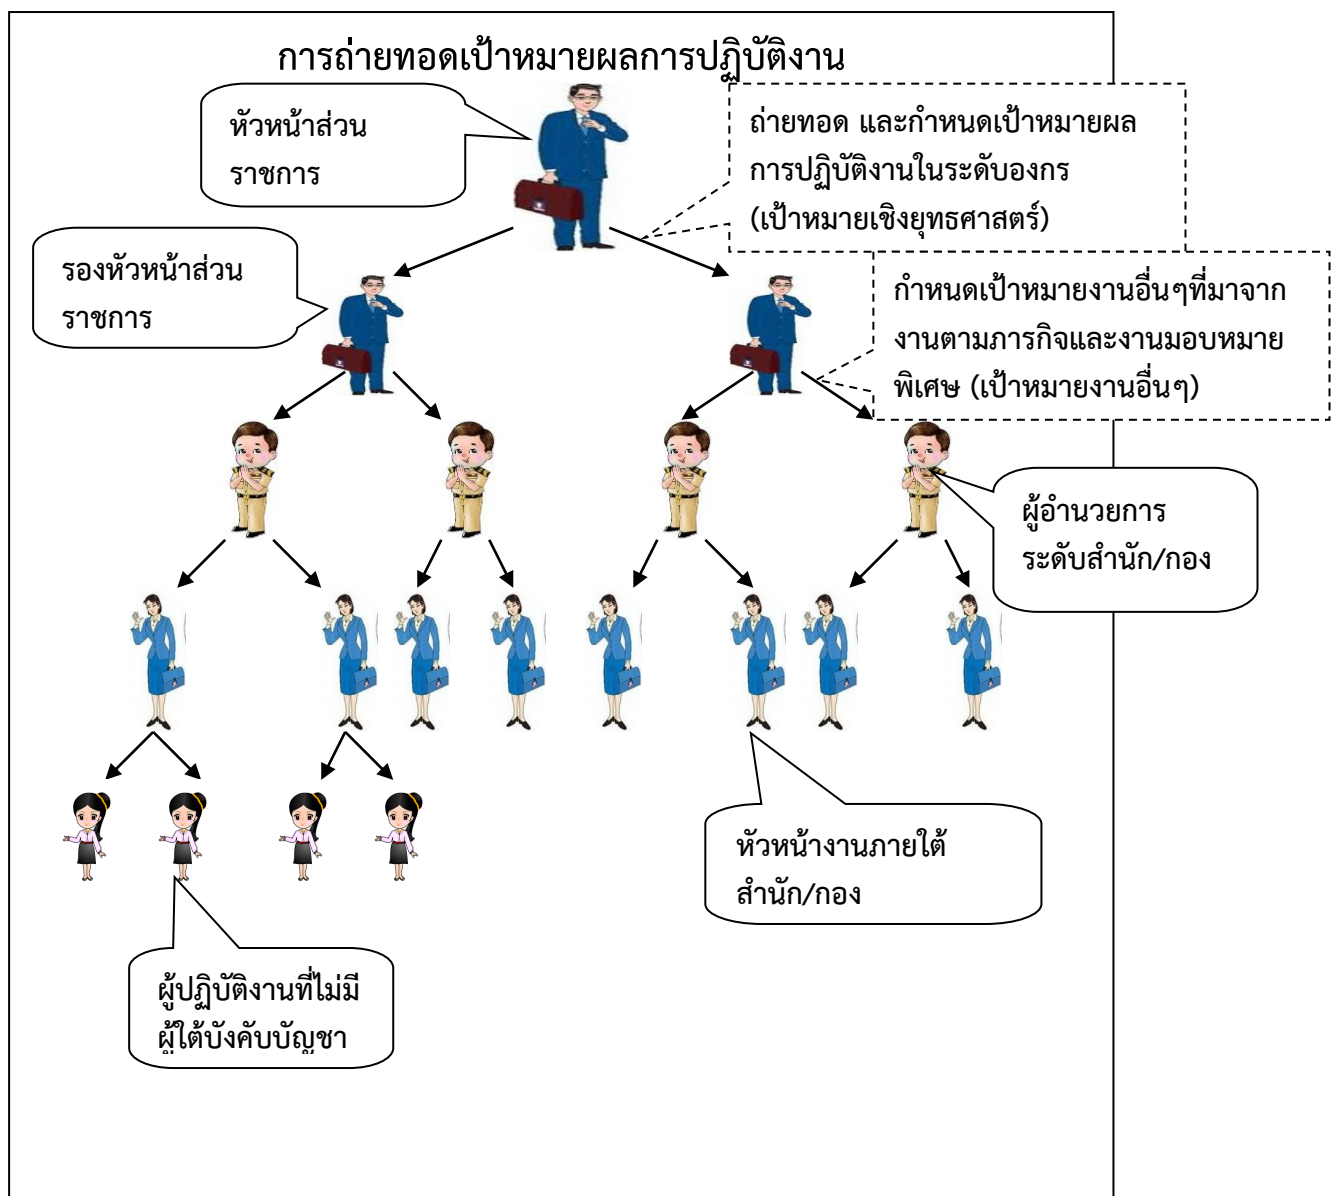 การถ่ายทอดเป้าหมายผลการปฏิบัติงาน
หัวหน้าส่วน
ราชการ
ถ่ายทอด และกำหนดเป้าหมายผล
การปฏิบัติงานในระดับองกร
(เป้าหมายเชิงยุทธศาสตร์)
รองหัวหน้าส่วน
ราชการ
กำหนดเป้าหมายงานอื่นๆที่มาจาก
งานตามภารกิจและงานมอบหมาย
พิเศษ (เป้าหมายงานอื่นๆ)
ผู้อำนวยการ
ระดับสำนัก/กอง
หัวหน้างานภายใต้
สำนัก/กอง
ผู้ปฏิบัติงานที่ไม่มี
ผู้ใต้บังคับบัญชา